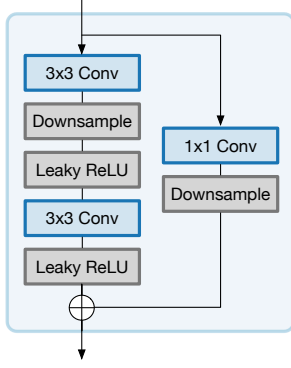 3x3 Conv
Downsample
Leaky ReLU
3x3 Conv
Leaky ReLU
1x1 Conv
Downsample